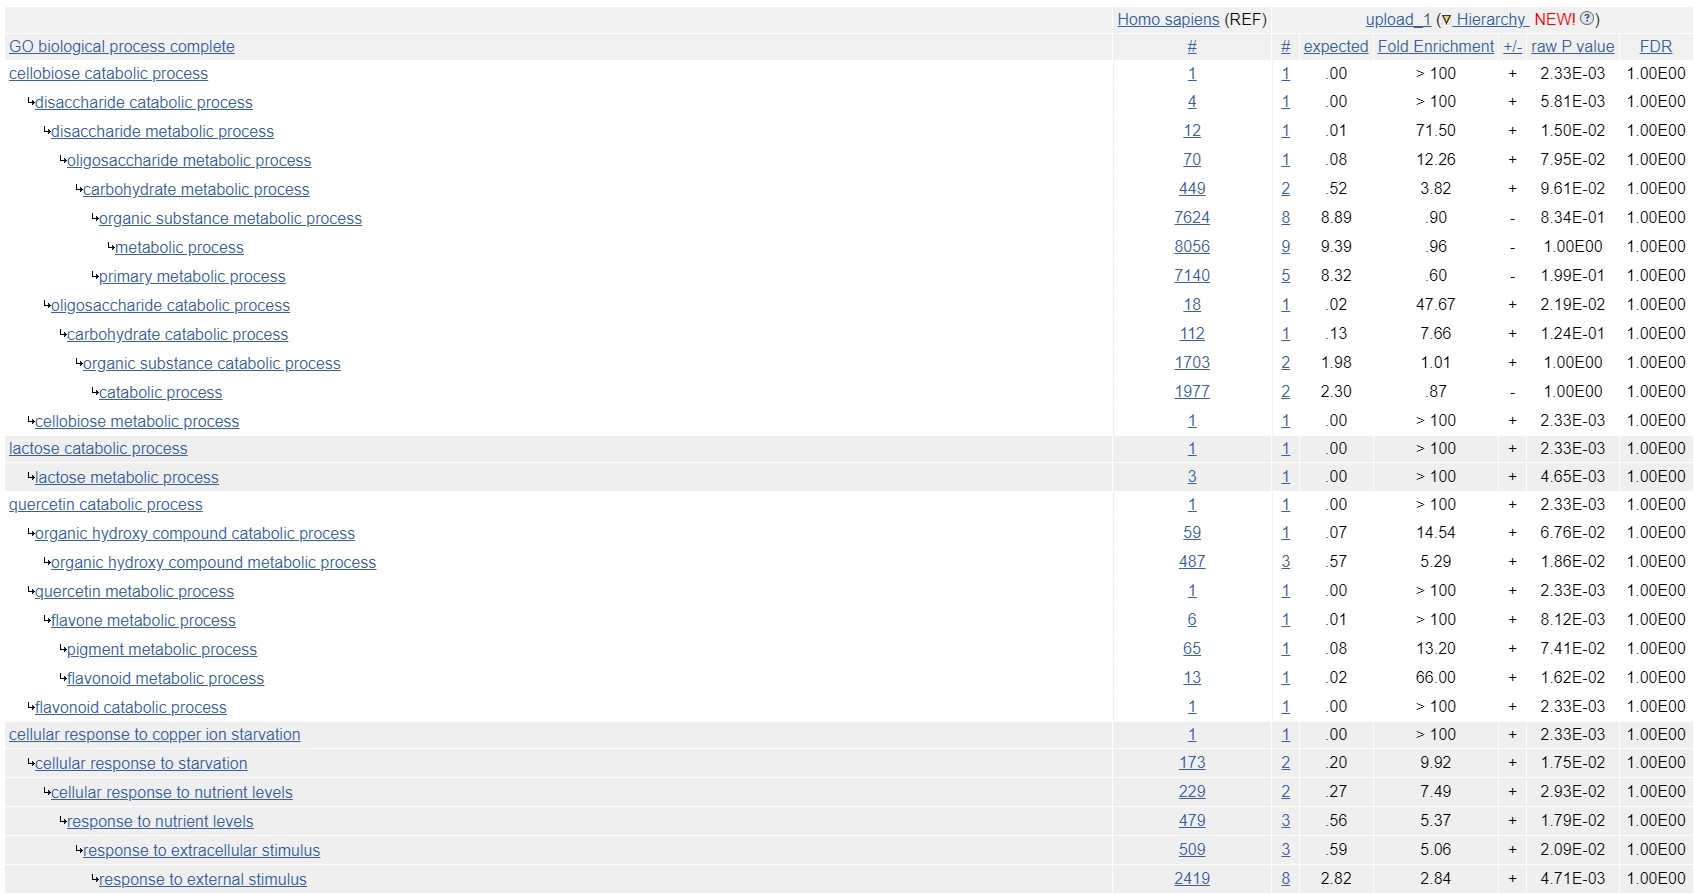 Homo sapiens (REF) upload_1 (▼ Hierarchy NEW! ?)
GO biological process complete # # expected Fold Enrichment +/- raw P value FDR
cellobiose catabolic process 1 1 .00 > 100 + 2.33E-03 1.00E00
↳disaccharide catabolic process 4 1 .00 > 100 + 5.81E-03 1.00E00
↳disaccharide metabolic process 12 1 .01 71.50 + 1.50E-02 1.00E00
↳oligosaccharide metabolic process 70 1 .08 12.26 + 7.95E-02 1.00E00
↳carbohydrate metabolic process 449 2 .52 3.82 + 9.61E-02 1.00E00
↳organic substance metabolic process 7624 8 8.89 .90 - 8.34E-01 1.00E00
↳metabolic process 8056 9 9.39 .96 - 1.00E00 1.00E00
↳primary metabolic process 7140 5 8.32 .60 - 1.99E-01 1.00E00
↳oligosaccharide catabolic process 18 1 .02 47.67 + 2.19E-02 1.00E00
↳carbohydrate catabolic process 112 1 .13 7.66 + 1.24E-01 1.00E00
↳organic substance catabolic process 1703 2 1.98 1.01 + 1.00E00 1.00E00
↳catabolic process 1977 2 2.30 .87 - 1.00E00 1.00E00
↳cellobiose metabolic process 1 1 .00 > 100 + 2.33E-03 1.00E00
lactose catabolic process 1 1 .00 > 100 + 2.33E-03 1.00E00
↳lactose metabolic process 3 1 .00 > 100 + 4.65E-03 1.00E00
quercetin catabolic process 1 1 .00 > 100 + 2.33E-03 1.00E00
↳organic hydroxy compound catabolic process 59 1 .07 14.54 + 6.76E-02 1.00E00
↳organic hydroxy compound metabolic process 487 3 .57 5.29 + 1.86E-02 1.00E00
↳quercetin metabolic process 1 1 .00 > 100 + 2.33E-03 1.00E00
↳flavone metabolic process 6 1 .01 > 100 + 8.12E-03 1.00E00
↳pigment metabolic process 65 1 .08 13.20 + 7.41E-02 1.00E00
↳flavonoid metabolic process 13 1 .02 66.00 + 1.62E-02 1.00E00
↳flavonoid catabolic process 1 1 .00 > 100 + 2.33E-03 1.00E00
cellular response to copper ion starvation 1 1 .00 > 100 + 2.33E-03 1.00E00
↳cellular response to starvation 173 2 .20 9.92 + 1.75E-02 1.00E00
↳cellular response to nutrient levels 229 2 .27 7.49 + 2.93E-02 1.00E00
↳response to nutrient levels 479 3 .56 5.37 + 1.79E-02 1.00E00
↳response to extracellular stimulus 509 3 .59 5.06 + 2.09E-02 1.00E00
↳response to external stimulus 2419 8 2.82 2.84 + 4.71E-03 1.00E00